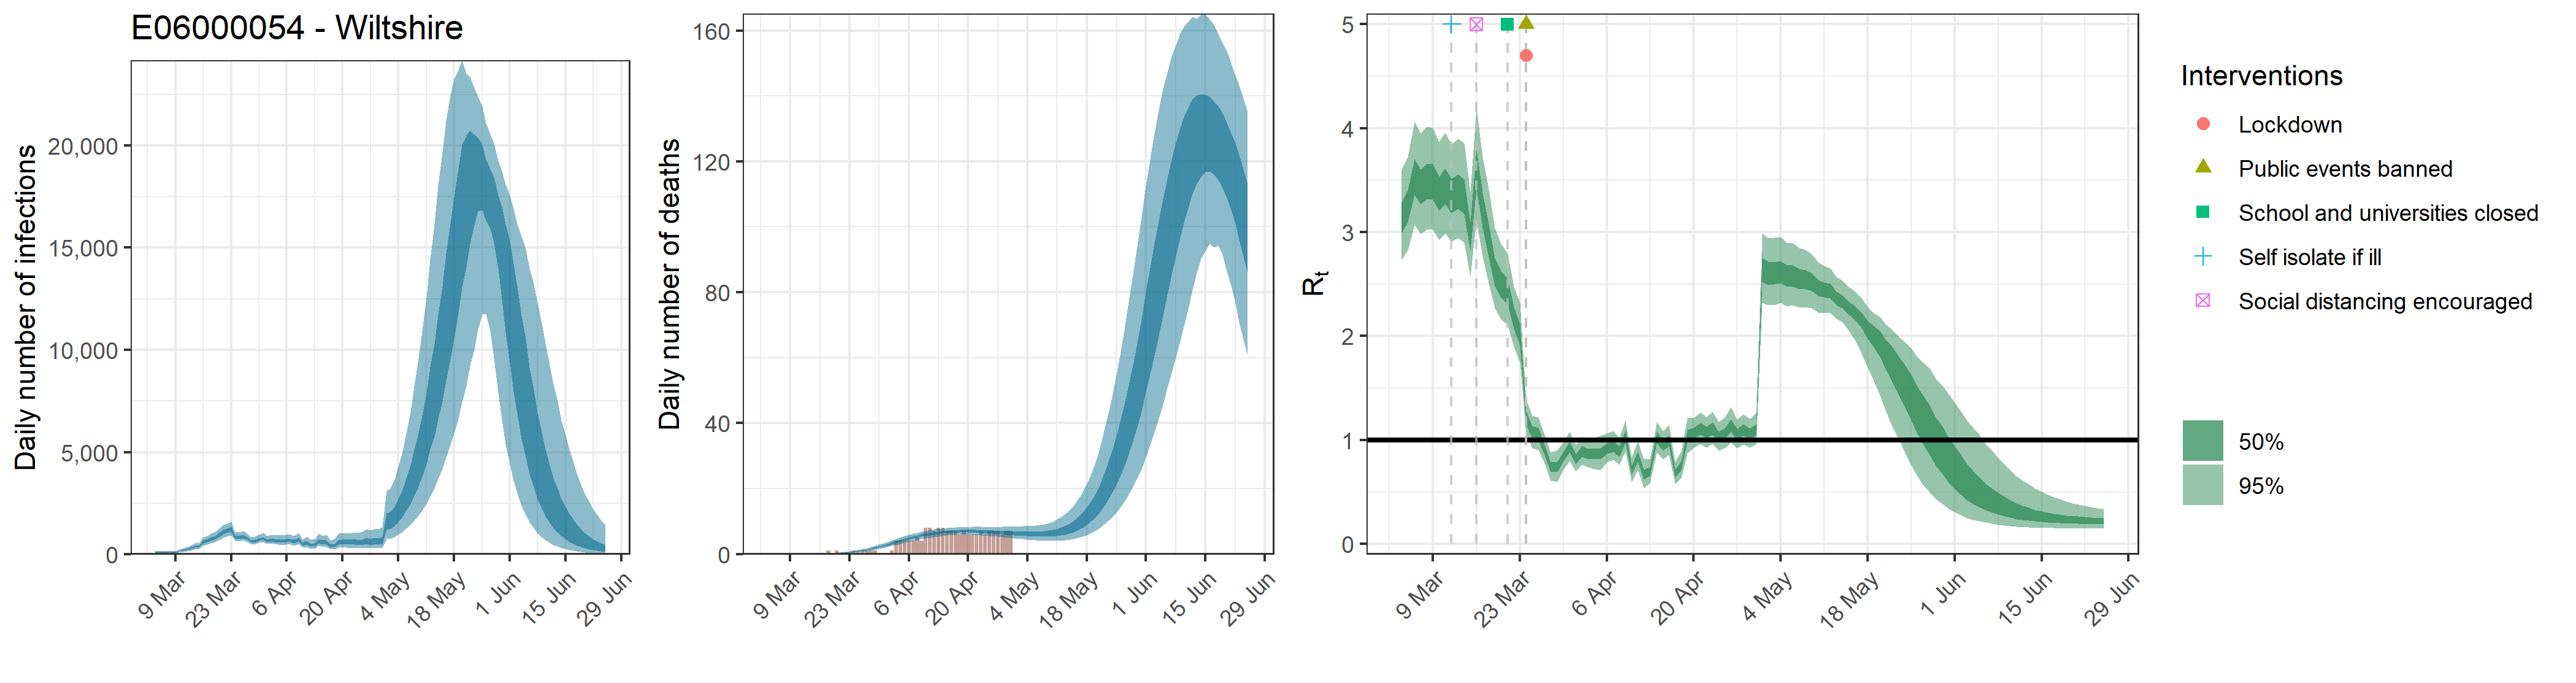 E06000054 - Wiltshire
Daily number of infections
20,000
15,000
10,000
5,000
0
9 Mar
23 Mar
6 Apr
20 Apr
4 May
18 May
1 Jun
15 Jun
29 Jun
Daily number of deaths
160
120
80
40
0
9 Mar
23 Mar
6 Apr
20 Apr
4 May
18 May
1 Jun
15 Jun
29 Jun
Rt
5
4
3
2
1
0
9 Mar
23 Mar
6 Apr
20 Apr
4 May
18 May
1 Jun
15 Jun
29 Jun
Interventions
Lockdown
Public events banned
School and universities closed
Self isolate if ill
Social distancing encouraged
50%
95%